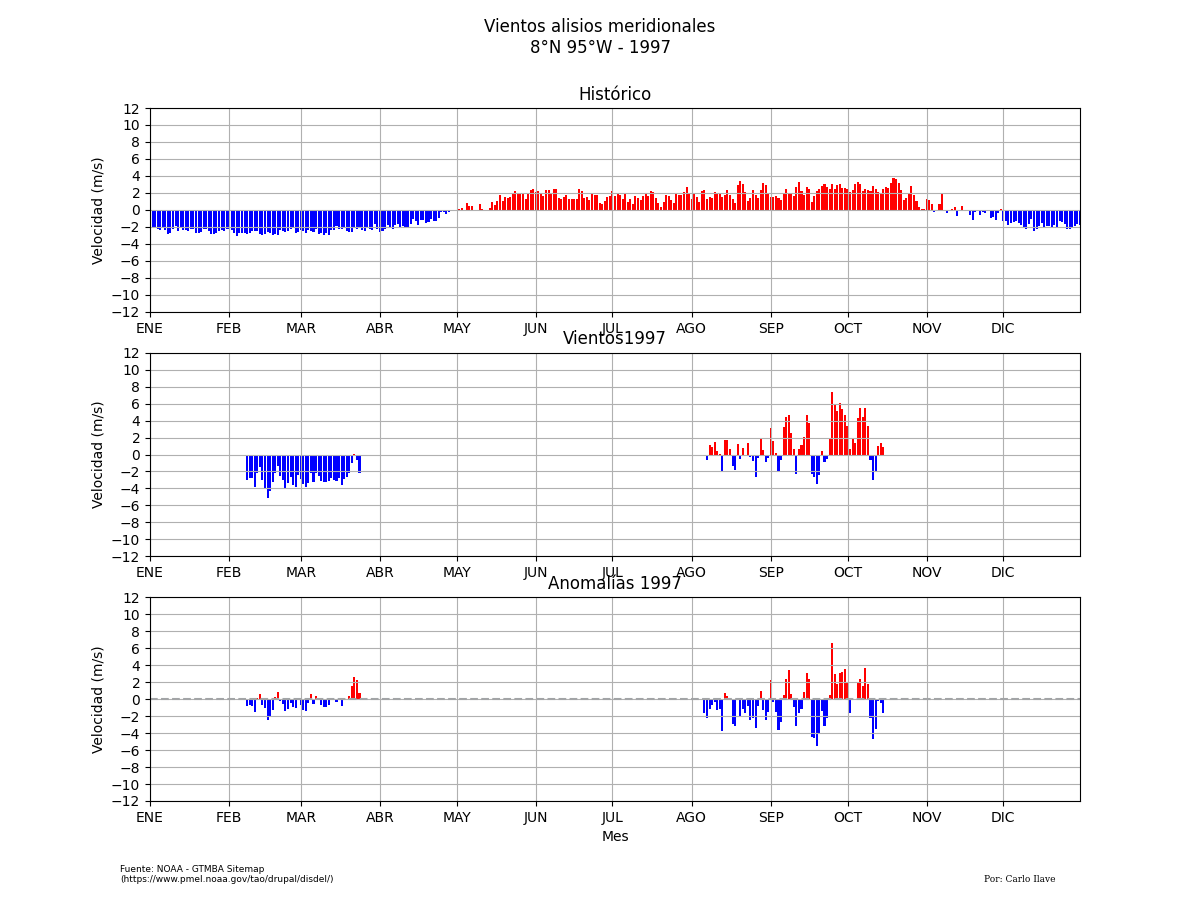 Vientos alisios meridionales
8°N 95°W - 1997
Histórico
12
10
8
6
4
2
0
−2
−4
−6
−8
−10
−12
Velocidad (m/s)
ENE FEB MAR ABR MAY JUN JUL AGO SEP OCT NOV DIC
Vientos1997
12
10
8
6
4
2
0
−2
−4
−6
−8
−10
−12
Velocidad (m/s)
ENE FEB MAR ABR MAY JUN JUL AGO SEP OCT NOV DIC
Anomalías 1997
12
10
8
6
4
2
0
−2
−4
−6
−8
−10
−12
Velocidad (m/s)
ENE FEB MAR ABR MAY JUN JUL AGO SEP OCT NOV DIC
Mes
Fuente: NOAA - GTMBA Sitemap
(https://www.pmel.noaa.gov/tao/drupal/disdel/)
Por: Carlo Ilave